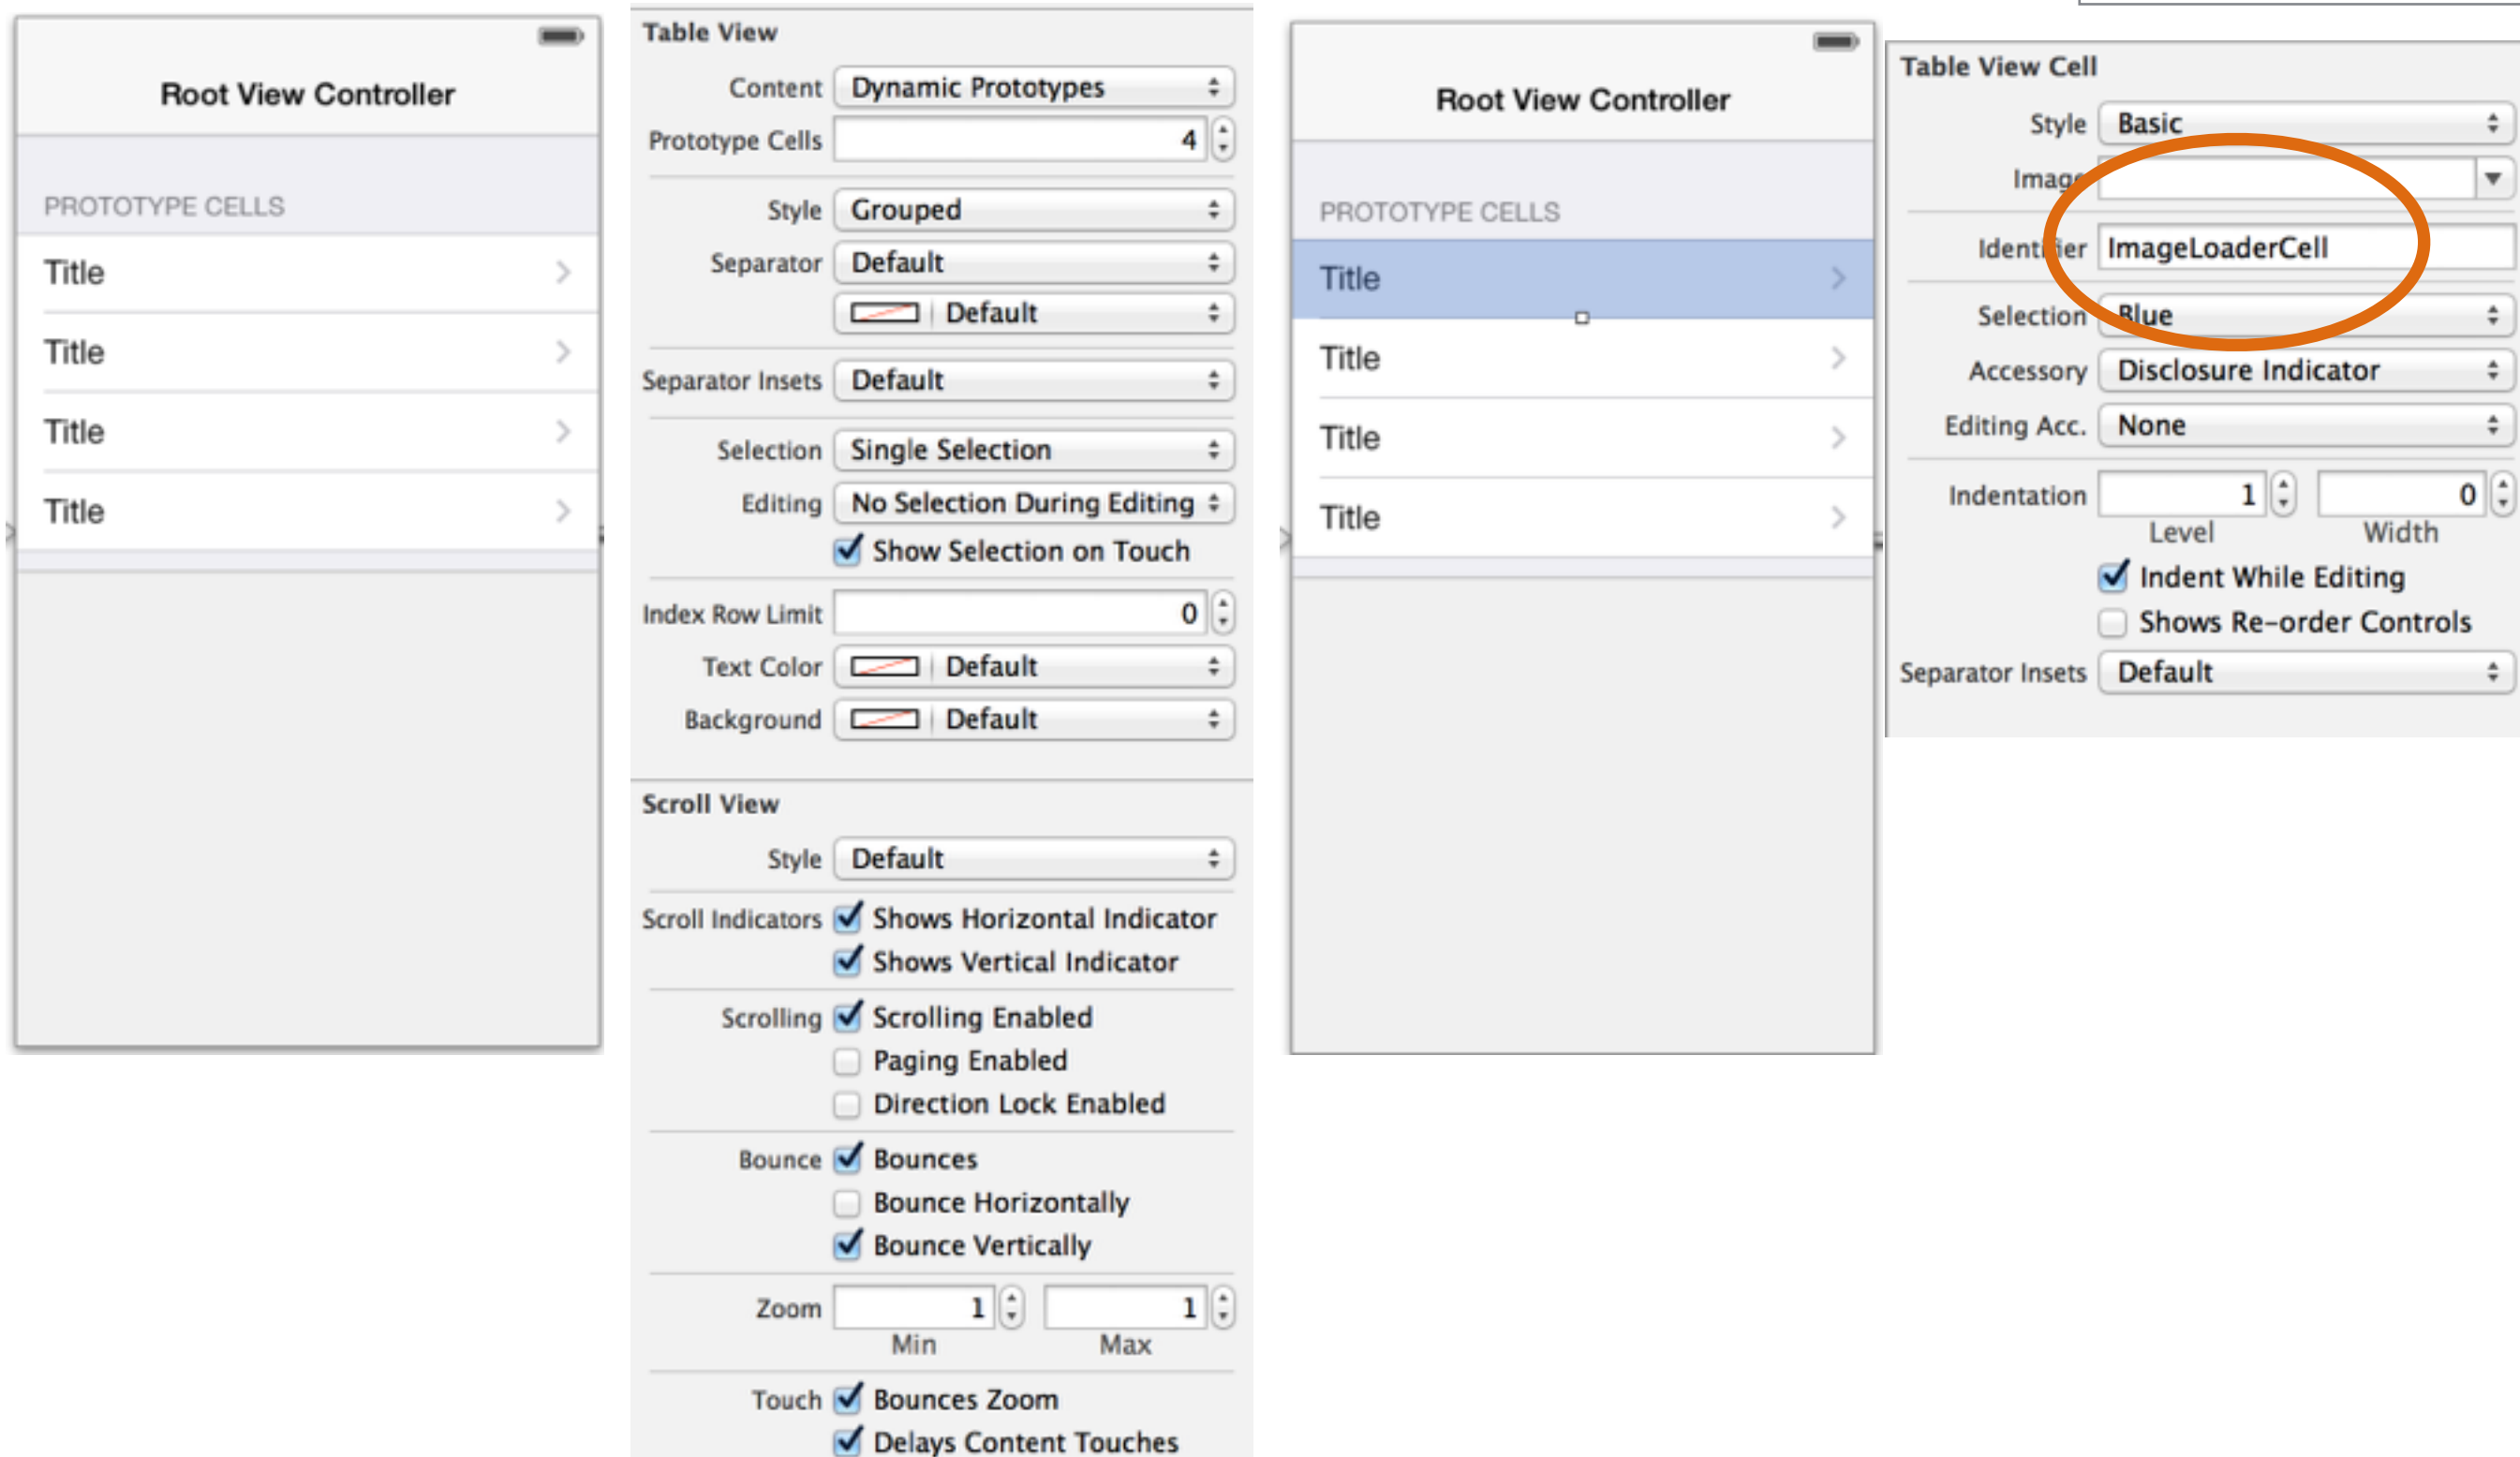 Root View Controller
PROTOTYPE CELLS
Title
Title
Title
Title
Table View
Content Dynamic Prototypes
Prototype Cells 4
Style Grouped
Separator Default
Default
Separator Insets Default
Selection Single Selection
Editing No Selection During Editing
Show Selection on Touch
Index Row Limit 0
Text Color Default
Background Default
Scroll View
Style Default
Scroll Indicators Shows Horizontal Indicator
Shows Vertical Indicator
Scrolling Scrolling Enabled
Paging Enabled
Direction Lock Enabled
Bounce Bounces
Bounce Horizontally
Bounce Vertically
Zoom 1 1
Min Max
Touch Bounces Zoom
Delays Content Touches
Root View Controller
PROTOTYPE CELLS
Title
Title
Title
Title
Table View Cell
Style Basic
Image
Identifier ImageLoaderCell
Selection Blue
Accessory Disclosure Indicator
Editing Acc. None
Indentation 1 0
Level Width
Indent While Editing
Shows Re-order Controls
Separator Insets Default